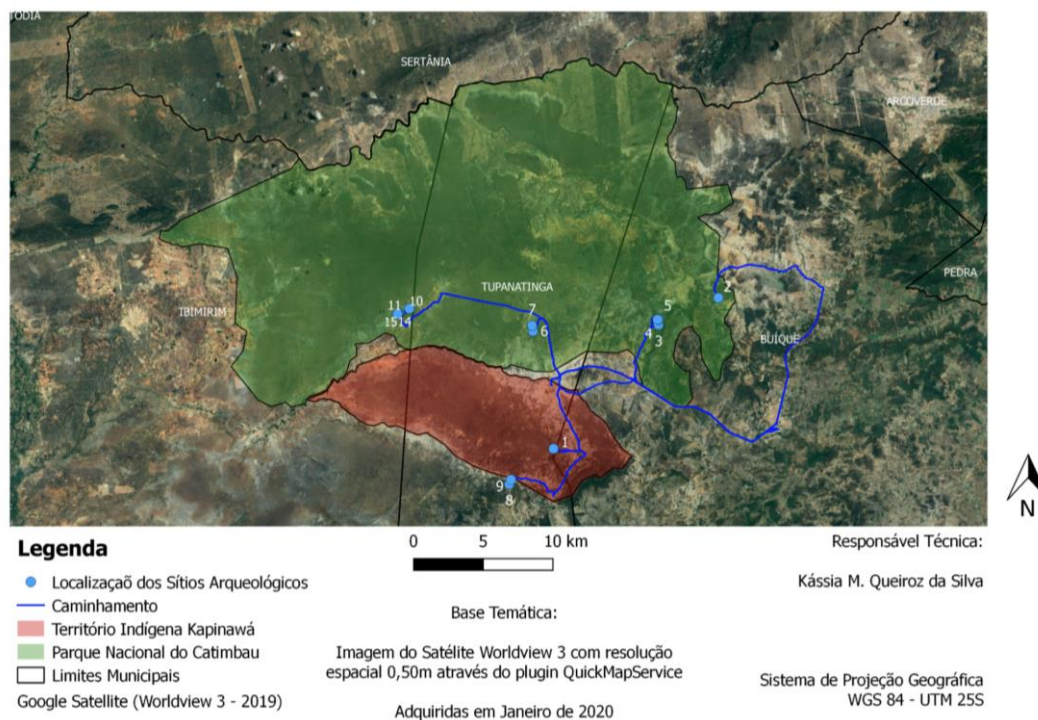 TODIA
SERTÂNIA
ARCOVERDE
PEDRA
TUPANATINGA
IBIMIRIM
BUÍQUE
11 10
1514
7
6
5
4
3
2
1
9
8
N
Legenda
Localizaçaõ dos Sítios Arqueológicos
Caminhamento
Território Indígena Kapinawá
Parque Nacional do Catimbau
Limites Municipais
Google Satellite (Worldview 3 - 2019)
0 5 10 km
Base Temática:
Imagem do Satélite Worldview 3 com resolução
espacial 0,50m através do plugin QuickMapService
Adquiridas em Janeiro de 2020
Responsável Técnica:
Kássia M. Queiroz da Silva
Sistema de Projeção Geográfica
WGS 84 - UTM 25S